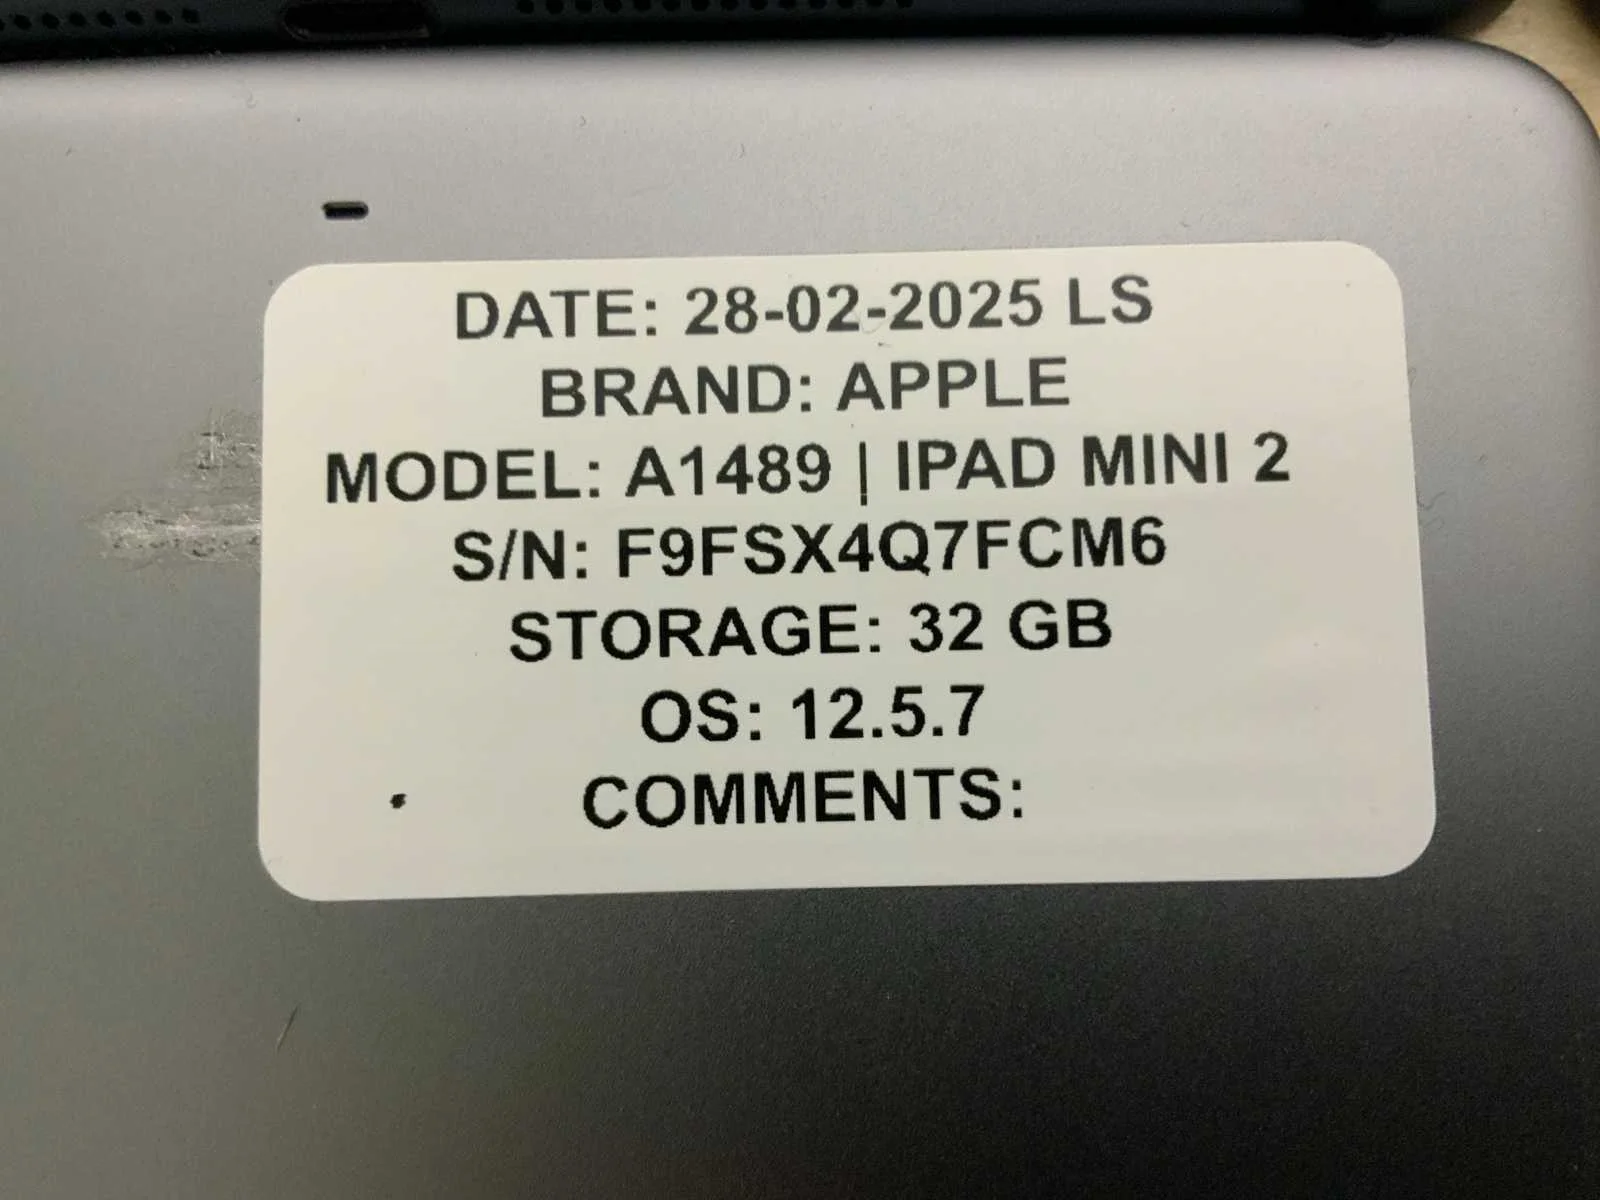 DATE: 28-02-2025 LS
BRAND: APPLE
MODEL: A1489 | IPAD MINI 2
S/N: F9FSX4Q7FCM6
STORAGE: 32 GB
OS: 12.5.7
COMMENTS: